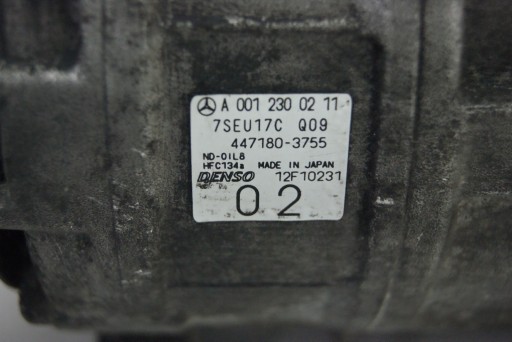 A 001 230 02 11
7SEU17C Q09
447180-3755
ND-OIL8
HFC134a MADE IN JAPAN
DENSO 12F10231
02